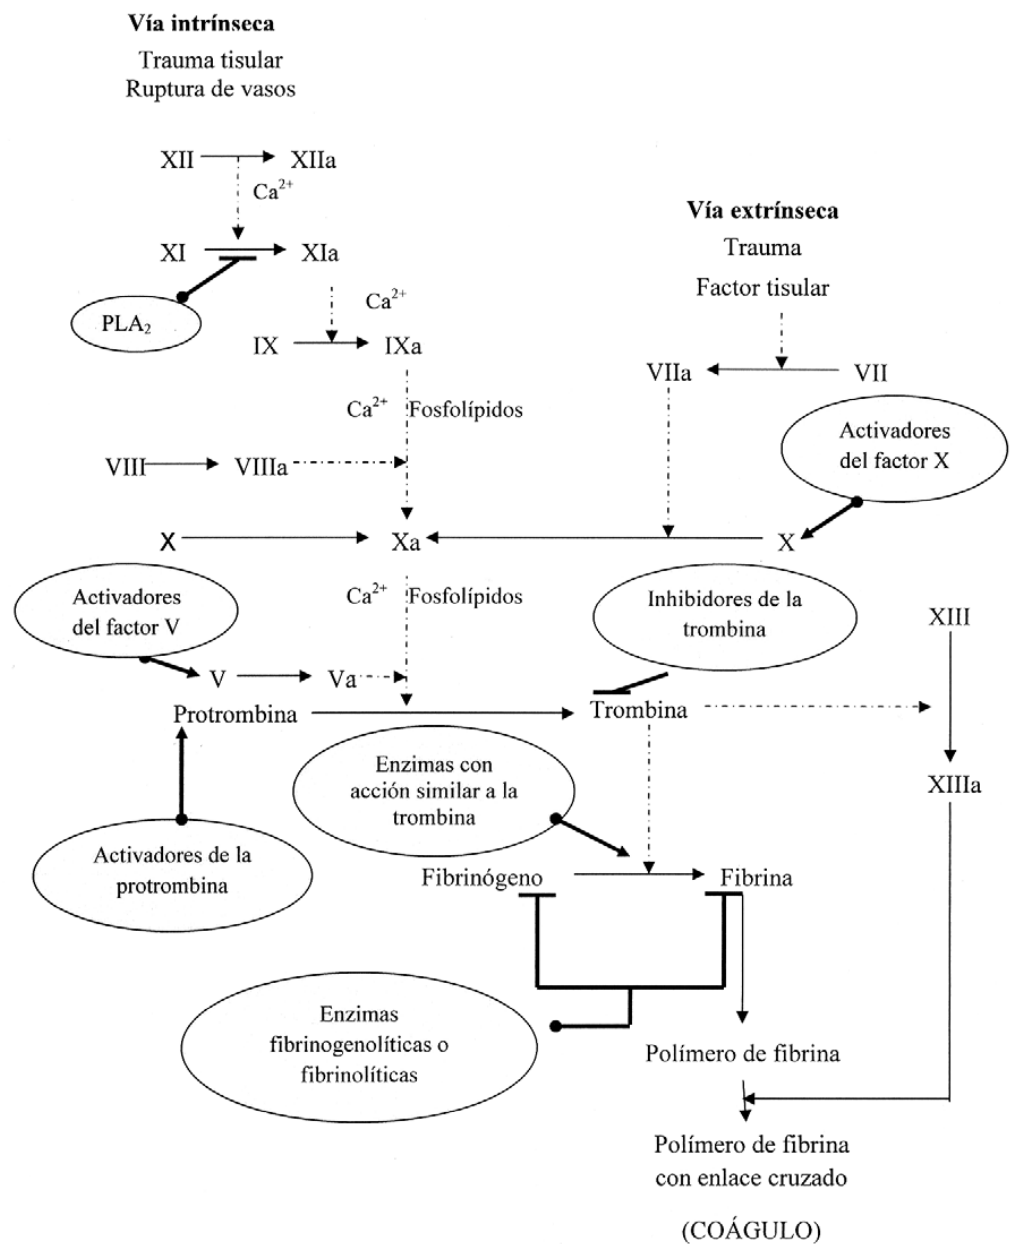 Vía intrínseca
Trauma tisular
Ruptura de vasos
XII
XIIa
Ca2+
Vía extrínseca
Trauma
Factor tisular
XI
XIa
Ca2+
PLA2
IX
IXa
VIIa
VII
Ca2+ Fosfolípidos
Activadores
del factor X
VIII
VIIIa
X
Xa
X
Ca2+ Fosfolípidos
Activadores
del factor V
Inhibidores de la
trombina
XIII
V
Va
Protrombina
Trombina
Enzimas con
acción similar a la
trombina
XIIIa
Activadores de la
protrombina
Fibrinógeno
Fibrina
Enzimas
fibrinogenolíticas o
fibrinolíticas
Polímero de fibrina
Polímero de fibrina
con enlace cruzado
(COÁGULO)